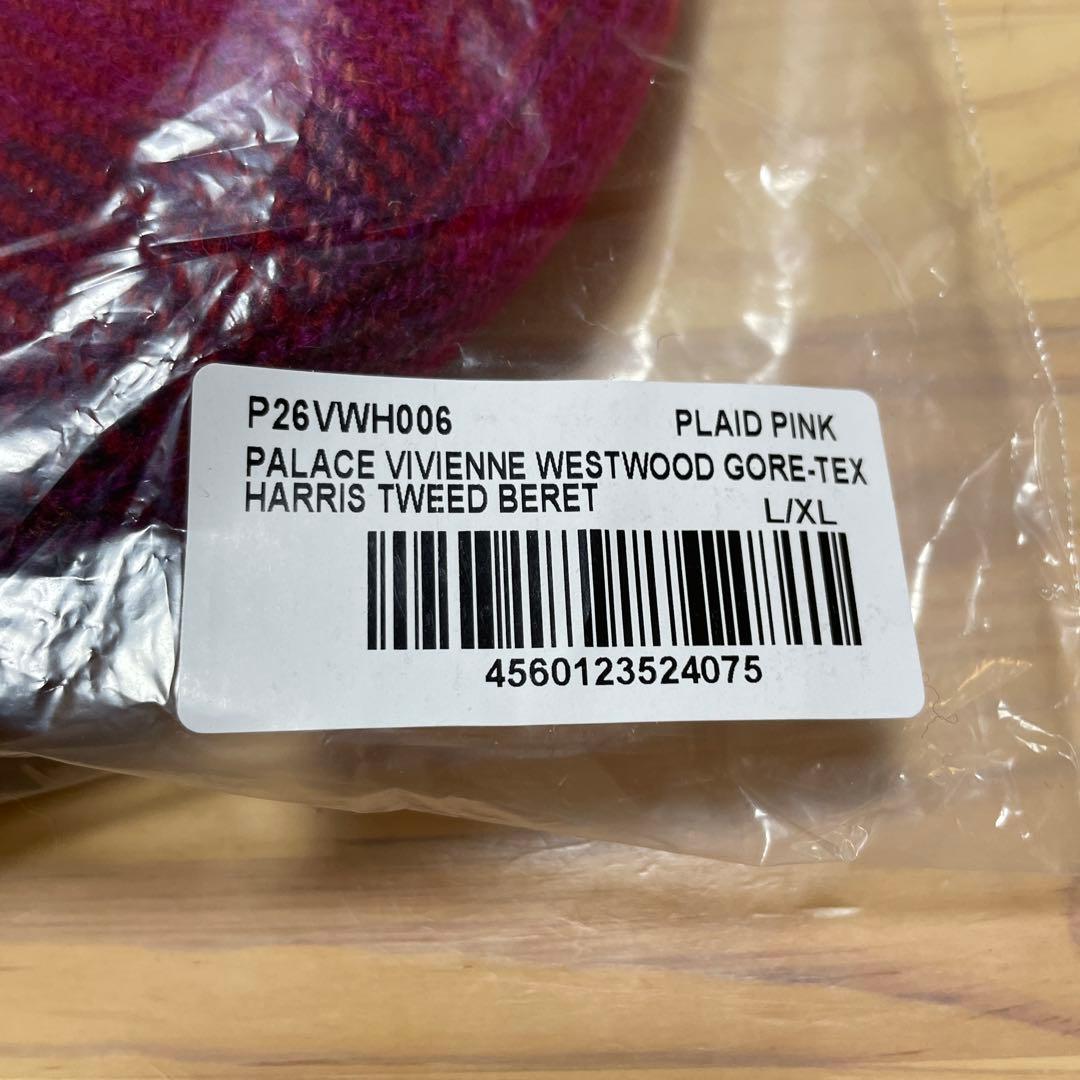 P26VWH006 PLAID PINK
PALACE VIVIENNE WESTWOOD GORE-TEX
HARRIS TWEED BERET L/XL
4560123524075